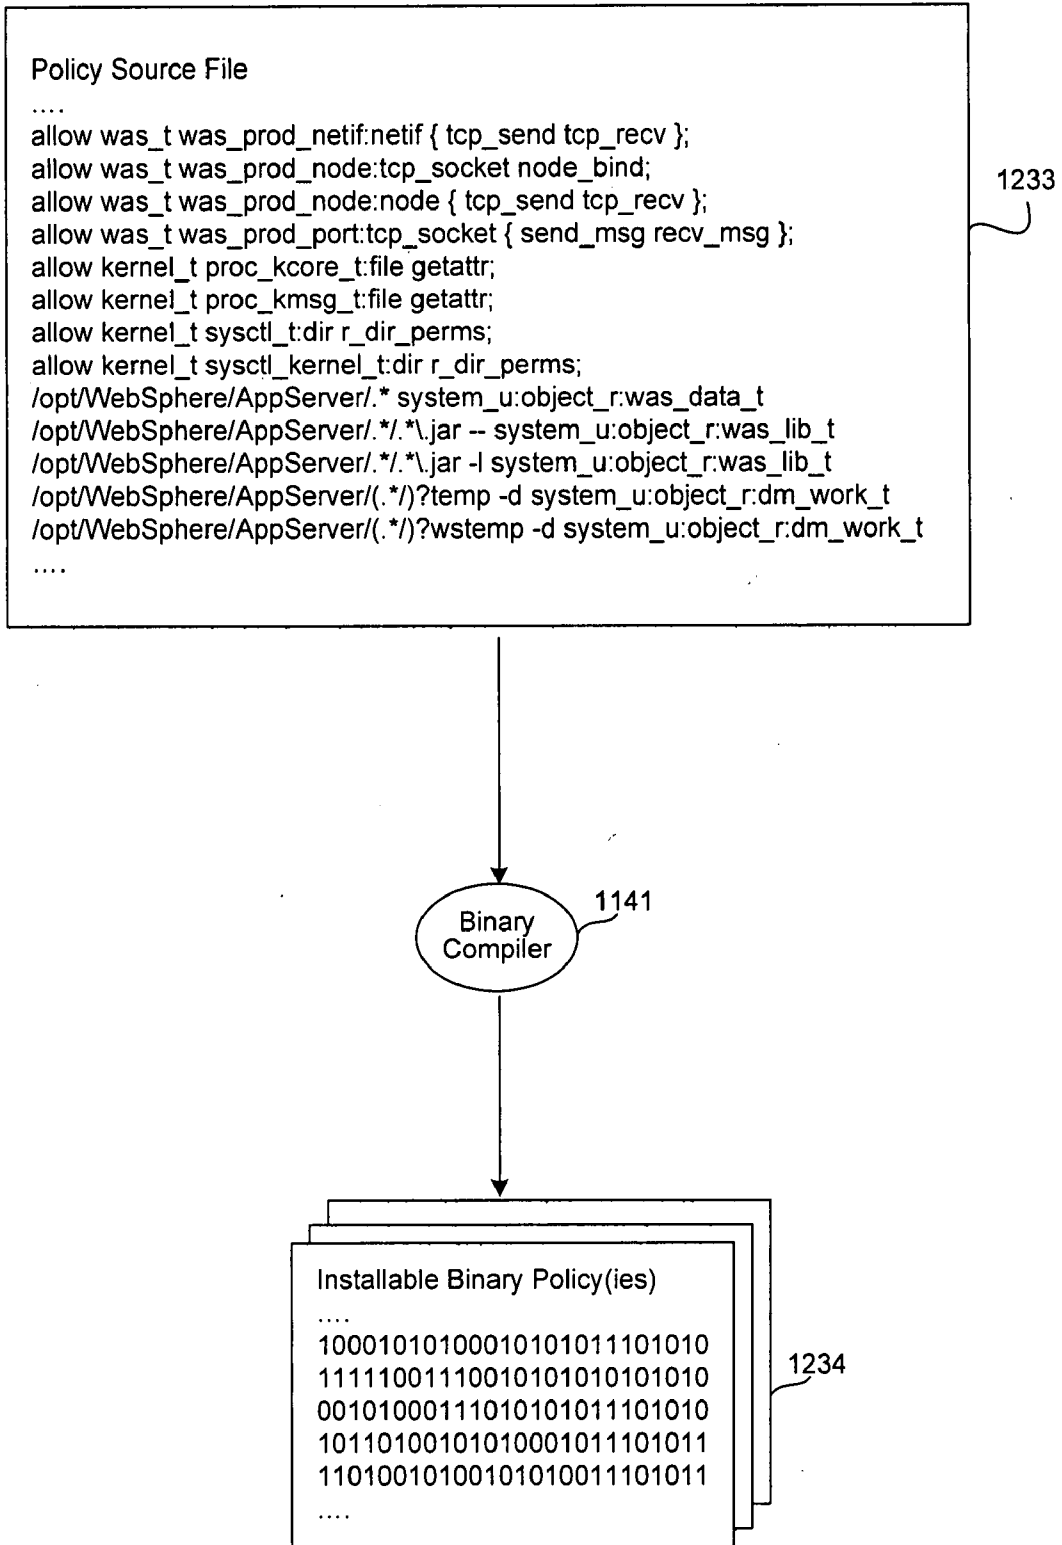 Policy Source File
....
allow was_t was_prod_netif:netif { tcp_send tcp_recv };
allow was_t was_prod_node:tcp_socket node_bind;
allow was_t was_prod_node:node { tcp_send tcp_recv };
allow was_t was_prod_port:tcp_socket { send_msg recv_msg };
allow kernel_t proc_kcore_t:file getattr;
allow kernel_t proc_kmsg_t:file getattr;
allow kernel_t sysctl_t:dir r_dir_perms;
allow kernel_t sysctl_kernel_t:dir r_dir_perms;
/opt/WebSphere/AppServer/.* system_u:object_r:was_data_t
/opt/WebSphere/AppServer/.*/.*\.jar -- system_u:object_r:was_lib_t
/opt/WebSphere/AppServer/.*/.*\.jar -l system_u:object_r:was_lib_t
/opt/WebSphere/AppServer/(.*/)?temp -d system_u:object_r:dm_work_t
/opt/WebSphere/AppServer/(.*/)?wstemp -d system_u:object_r:dm_work_t
....
1233
Binary
Compiler
1141
Installable Binary Policy(ies)
....
10001010100010101011101010
11111001110010101010101010
00101000111010101011101010
10110100101010001011101011
11010010100101010011101011
....
1234